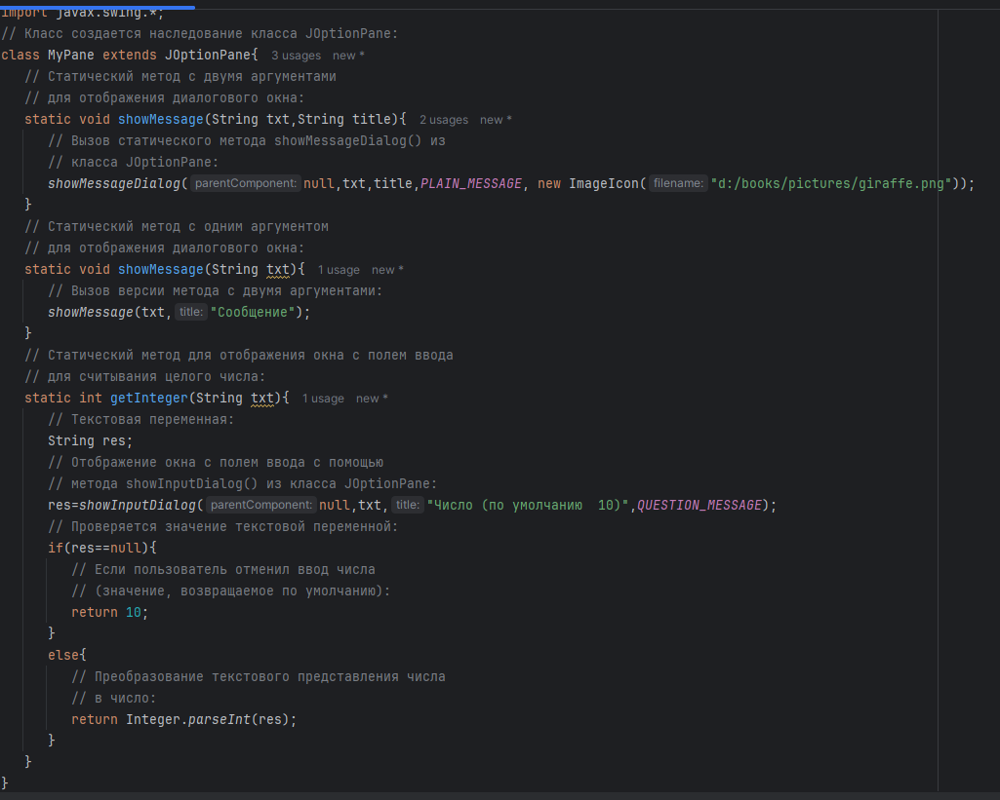 import javax.swing.*;
// Класс создается наследование класса JOptionPane:
class MyPane extends JOptionPane{ 3 usages new *
// Статический метод с двумя аргументами
// для отображения диалогового окна:
static void showMessage(String txt,String title){ 2 usages new *
// Вызов статического метода showMessageDialog() из
// класса JOptionPane:
showMessageDialog( parentComponent: null,txt,title,PLAIN_MESSAGE, new ImageIcon( filename: "d:/books/pictures/giraffe.png"));
}
// Статический метод с одним аргументом
// для отображения диалогового окна:
static void showMessage(String txt){ 1 usage new *
// Вызов версии метода с двумя аргументами:
showMessage(txt, title: "Сообщение");
}
// Статический метод для отображения окна с полем ввода
// для считывания целого числа:
static int getInteger(String txt){ 1 usage new *
// Текстовая переменная:
String res;
// Отображение окна с полем ввода с помощью
// метода showInputDialog() из класса JOptionPane:
res=showInputDialog( parentComponent: null,txt, title: "Число (по умолчанию  10)",QUESTION_MESSAGE);
// Проверяется значение текстовой переменной:
if(res==null){
// Если пользователь отменил ввод числа
// (значение, возвращаемое по умолчанию):
return 10;
}
else{
// Преобразование текстового представления числа
// в число:
return Integer.parseInt(res);
}
}
}